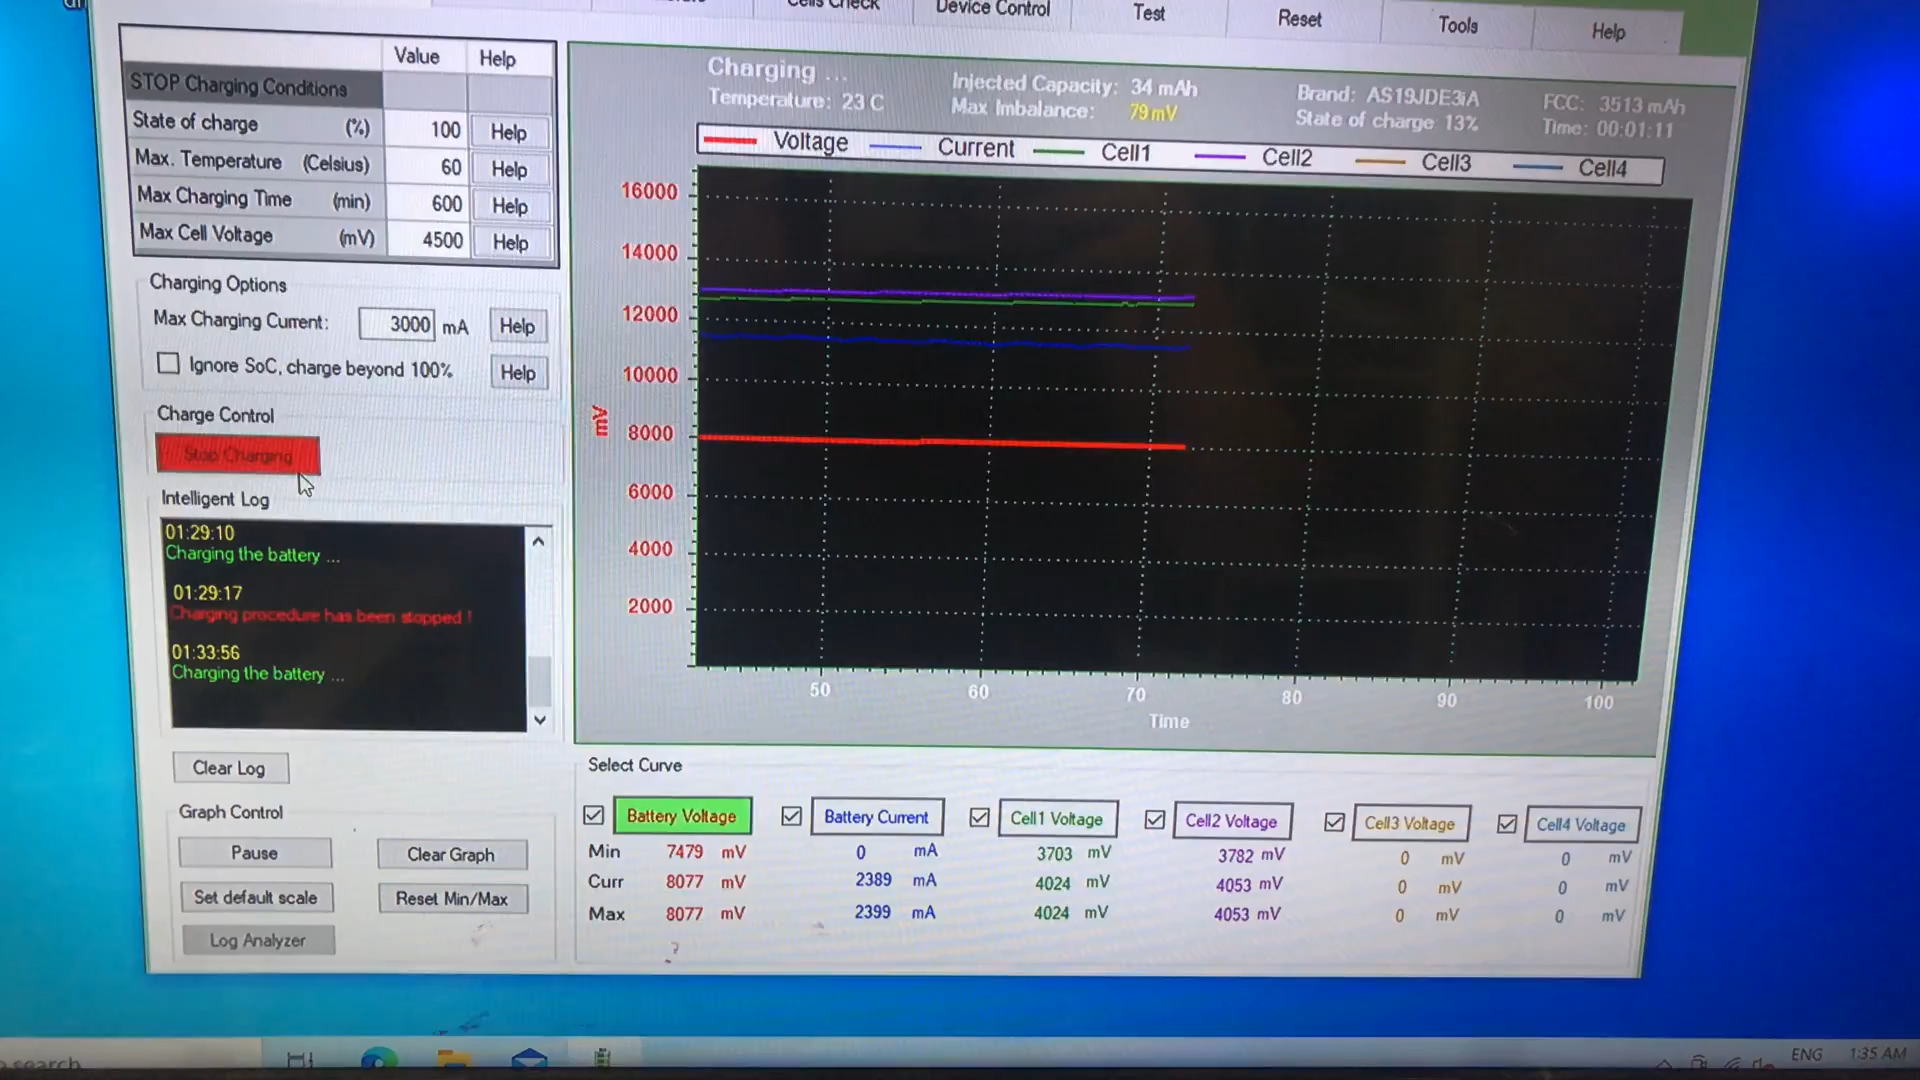 Cells Check
Device Control
Test
Reset
Tools
Help
Value
Help
STOP Charging Conditions
State of charge (%) 100 Help
Max. Temperature (Celsius) 60 Help
Max Charging Time (min) 600 Help
Max Cell Voltage (mV) 4500 Help
Charging Options
Max Charging Current: 3000 mA Help
Ignore SoC, charge beyond 100% Help
Charge Control
Stop Charging
Intelligent Log
01:29:10
Charging the battery ...
01:29:17
Charging procedure has been stopped !
01:33:56
Charging the battery ...
Clear Log
Graph Control
Pause
Clear Graph
Set default scale
Reset Min/Max
Log Analyzer
Charging ...
Temperature: 23 C
Injected Capacity: 34 mAh
Max Imbalance: 79 mV
Brand: AS19JDE3iA
State of charge 13%
FCC: 3513 mAh
Time: 00:01:11
Voltage Current Cell1 Cell2 Cell3 Cell4
16000
14000
12000
10000
8000
6000
4000
2000
mV
50 60 70 80 90 100
Time
Select Curve
Battery Voltage Battery Current Cell1 Voltage Cell2 Voltage Cell3 Voltage Cell4 Voltage
Min 7479 mV 0 mA 3703 mV 3782 mV 0 mV 0 mV
Curr 8077 mV 2389 mA 4024 mV 4053 mV 0 mV 0 mV
Max 8077 mV 2399 mA 4024 mV 4053 mV 0 mV 0 mV
search
ENG
1:35 AM